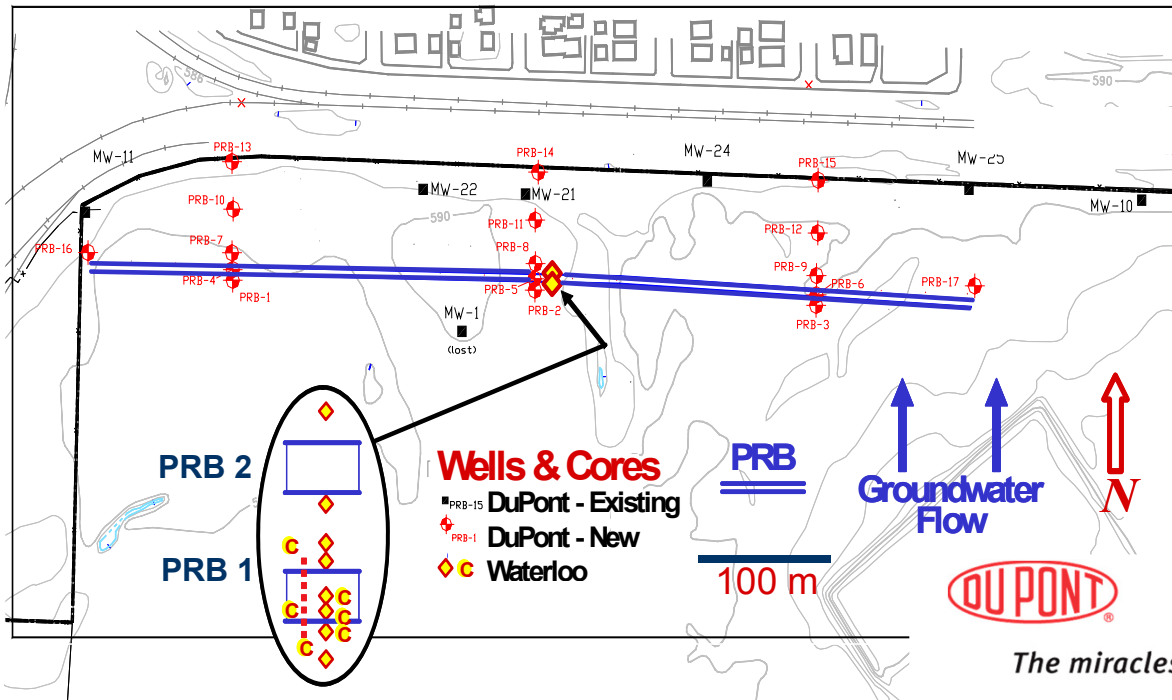 586
590
MW-11
PRB-13
PRB-14
MW-24
PRB-15
MW-25
MW-22
MW-21
MW-10
PRB-10
590
PRB-11
PRB-12
PRB-16
PRB-7
PRB-8
PRB-9
PRB-6
PRB-17
PRB-4
PRB-1
PRB-5
PRB-2
PRB-3
MW-1
(lost)
PRB 2
PRB 1
C
C
C
C
C
C
C
Wells & Cores
PRB-15 DuPont - Existing
PRB-1 DuPont - New
C Waterloo
PRB
100 m
Groundwater
Flow
N
DU PONT
®
The miracles